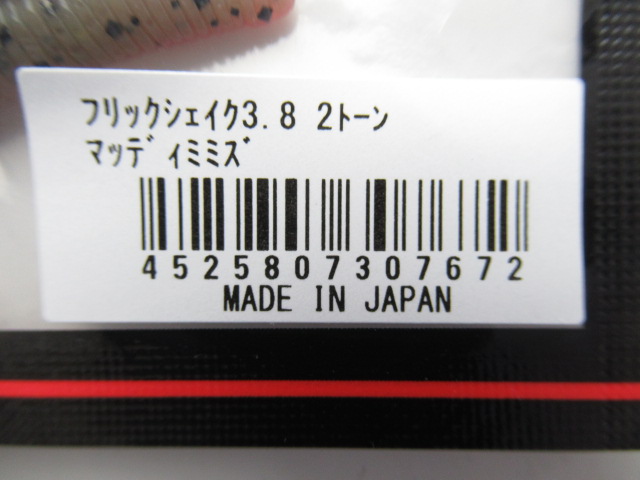 フリックシェイク3.8 2トーン
マッディミミズ
4525807307672
MADE IN JAPAN